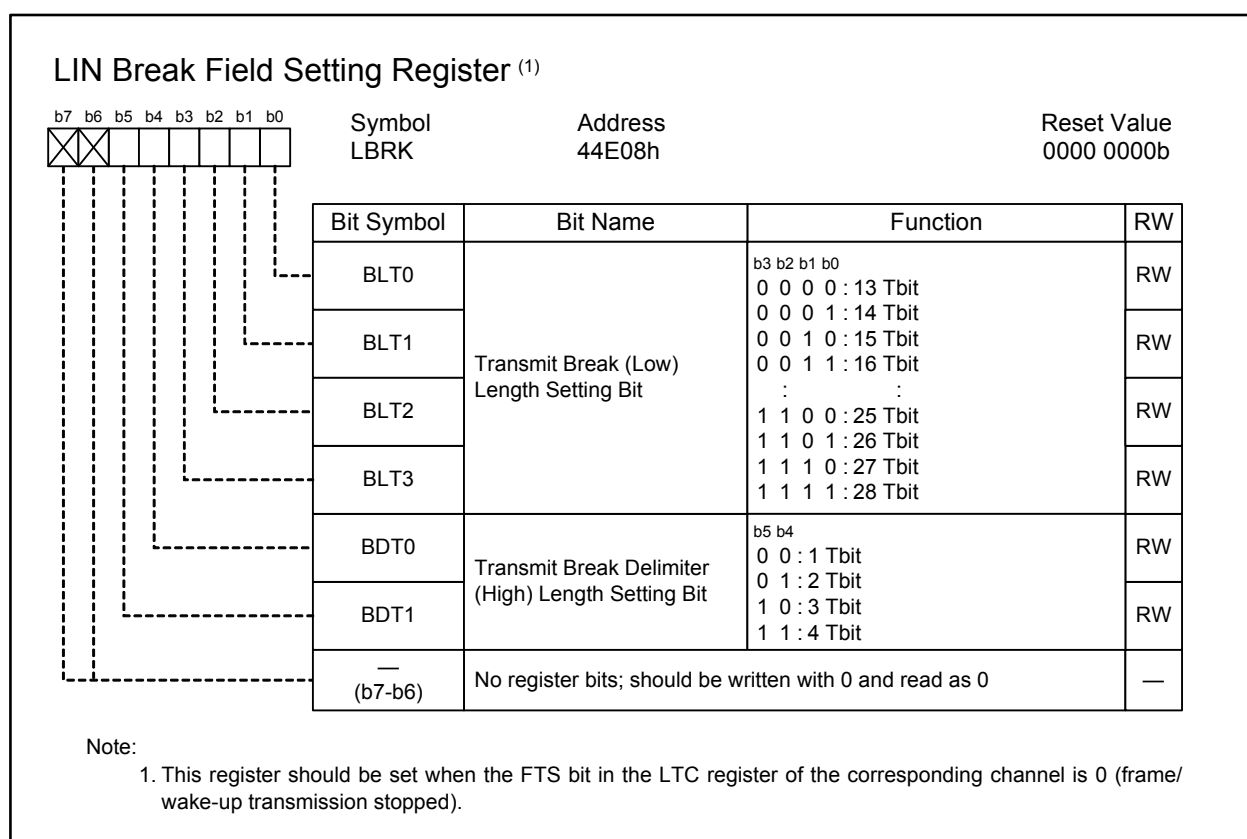 LIN Break Field Setting Register (1)
b7 b6 b5 b4 b3 b2 b1 b0
Symbol Address Reset Value
LBRK 44E08h 0000 0000b
Bit Symbol Bit Name Function RW
BLT0 RW
BLT1 RW
BLT2 RW
BLT3 RW
Transmit Break (Low)
Length Setting Bit
b3 b2 b1 b0
0 0 0 0 : 13 Tbit
0 0 0 1 : 14 Tbit
0 0 1 0 : 15 Tbit
0 0 1 1 : 16 Tbit
: :
1 1 0 0 : 25 Tbit
1 1 0 1 : 26 Tbit
1 1 1 0 : 27 Tbit
1 1 1 1 : 28 Tbit
BDT0 RW
BDT1 RW
Transmit Break Delimiter
(High) Length Setting Bit
b5 b4
0 0 : 1 Tbit
0 1 : 2 Tbit
1 0 : 3 Tbit
1 1 : 4 Tbit
—
(b7-b6) No register bits; should be written with 0 and read as 0 —
Note:
1. This register should be set when the FTS bit in the LTC register of the corresponding channel is 0 (frame/
wake-up transmission stopped).